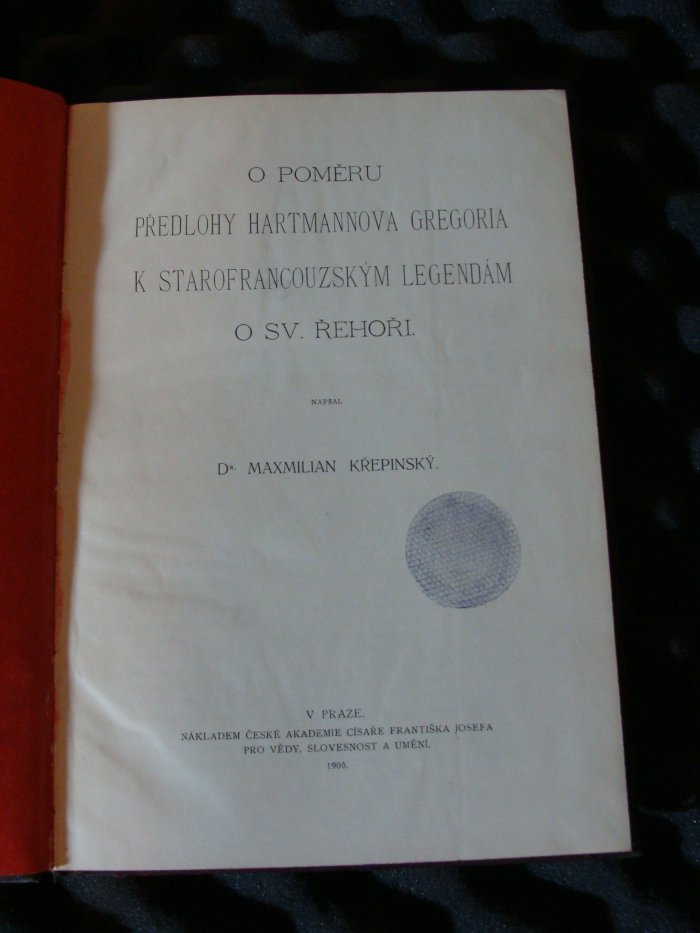 O POMĚRU
PŘEDLOHY HARTMANNOVA GREGORIA
K STAROFRANCOUZSKÝM LEGENDÁM
O SV. ŘEHOŘI.
NAPSAL
DR. MAXMILIAN KŘEPINSKÝ.
V PRAZE.
NÁKLADEM ČESKÉ AKADEMIE CÍSAŘE FRANTIŠKA JOSEFA
PRO VĚDY, SLOVESNOST A UMĚNÍ.
1905.